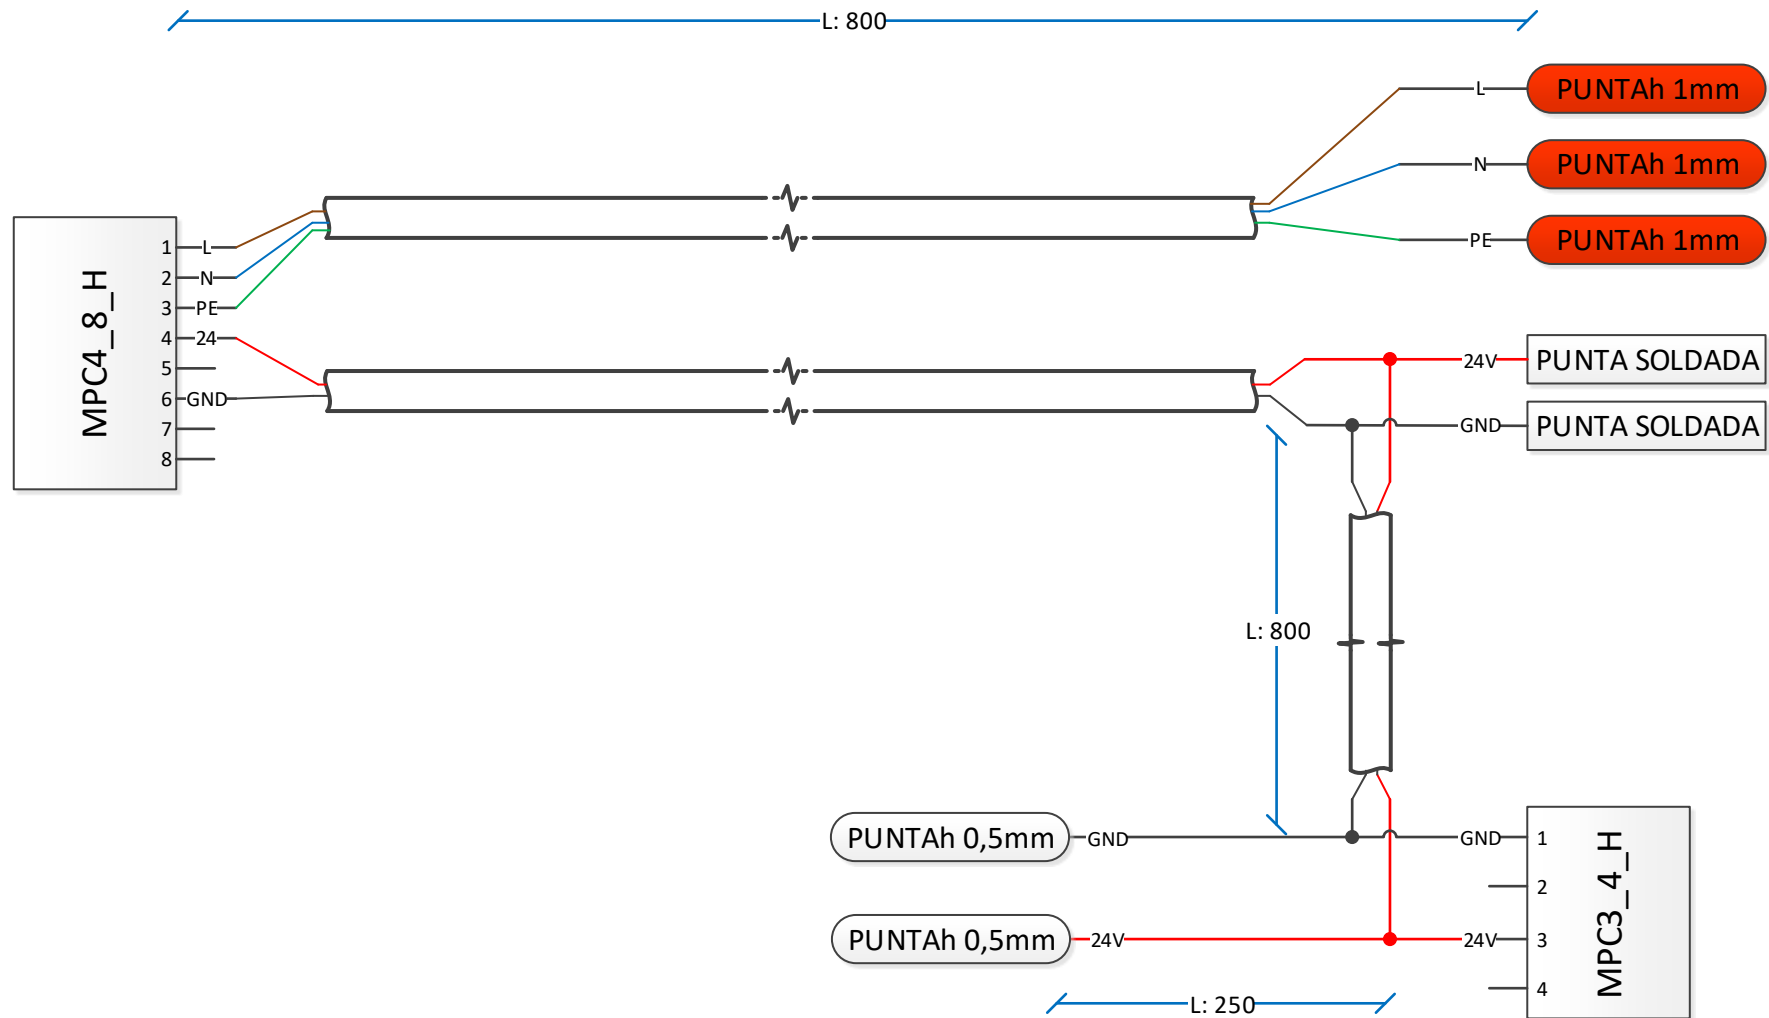 L: 800
L
PUNTAh 1mm
N
PUNTAh 1mm
PE
PUNTAh 1mm
MPC4_8_H
1 L
2 N
3 PE
4 24
5
6 GND
7
8
24V
PUNTA SOLDADA
GND
PUNTA SOLDADA
L: 800
PUNTAh 0,5mm
GND
GND
1
2
PUNTAh 0,5mm
24V
24V
3
4
MPC3_4_H
L: 250